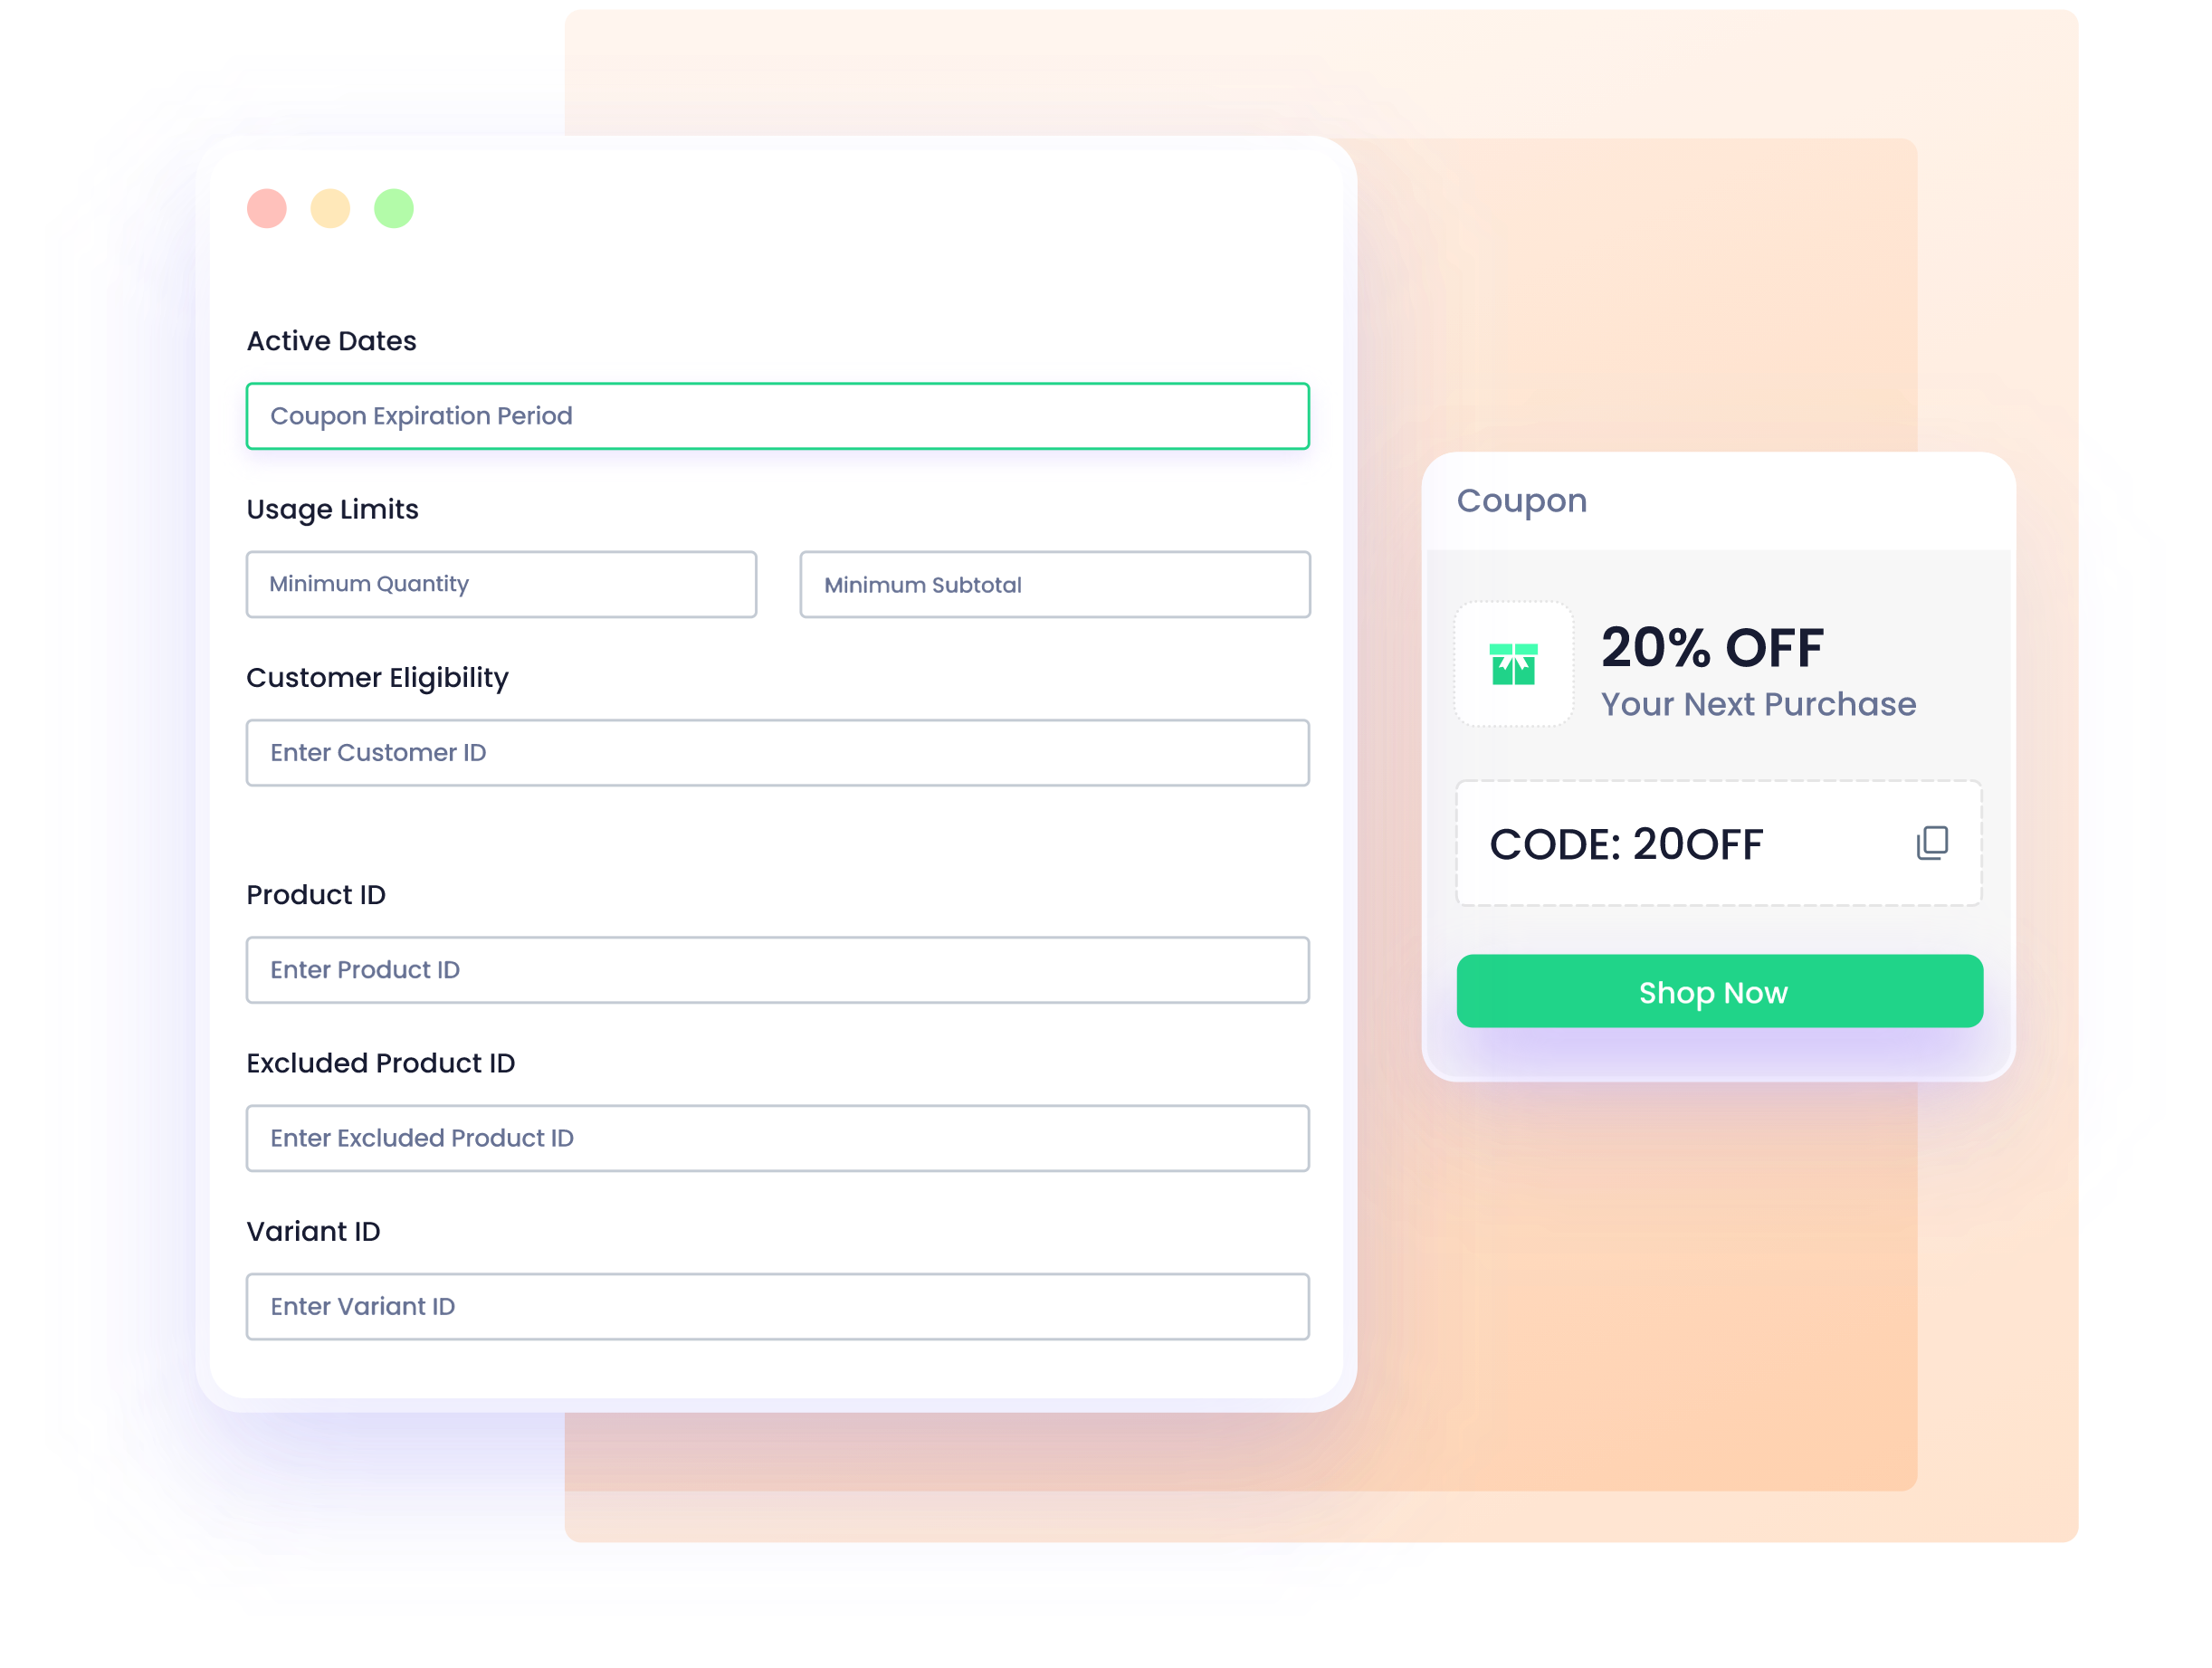 Active Dates
Coupon Expiration Period
Usage Limits
Minimum Quantity
Minimum Subtotal
Customer Eligibility
Enter Customer ID
Product ID
Enter Product ID
Excluded Product ID
Enter Excluded Product ID
Variant ID
Enter Variant ID
Coupon
20% OFF
Your Next Purchase
CODE: 20OFF
Shop Now